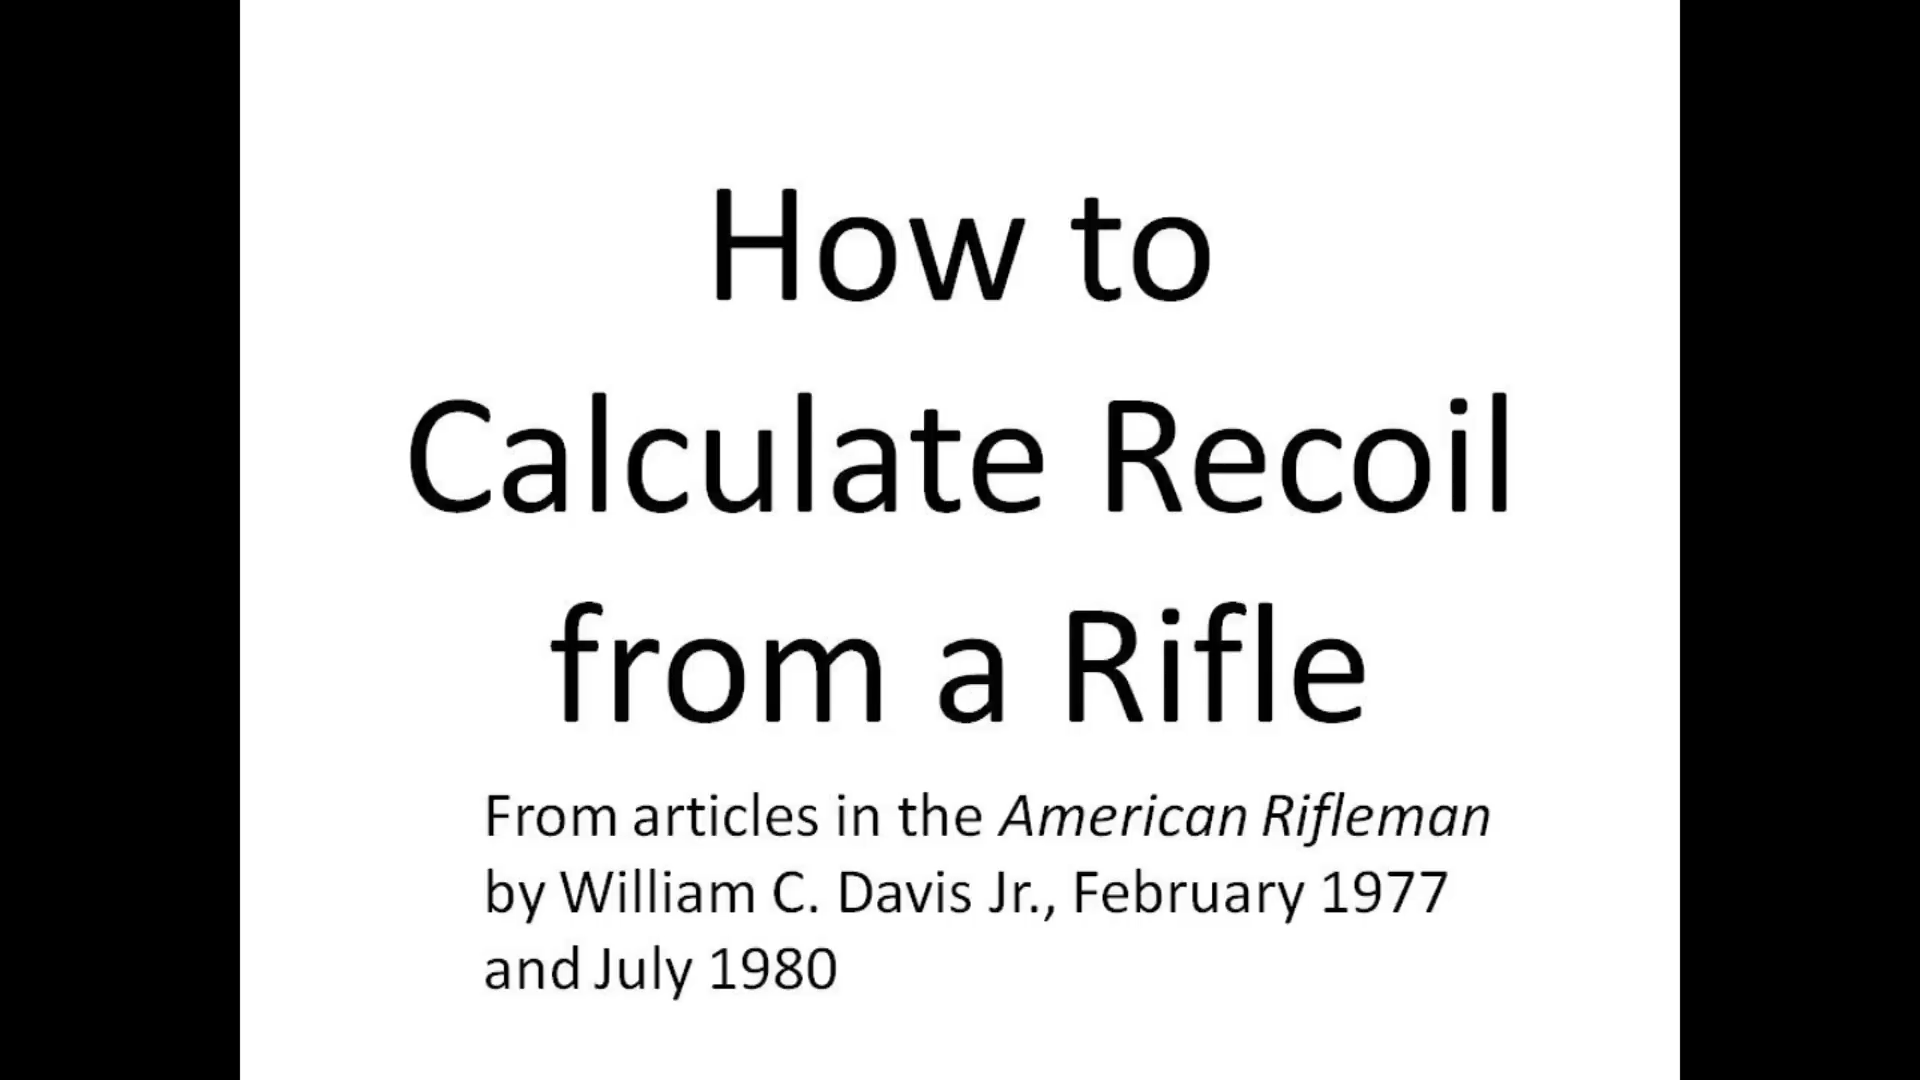 How to
Calculate Recoil
from a Rifle
From articles in the American Rifleman
by William C. Davis Jr., February 1977
and July 1980